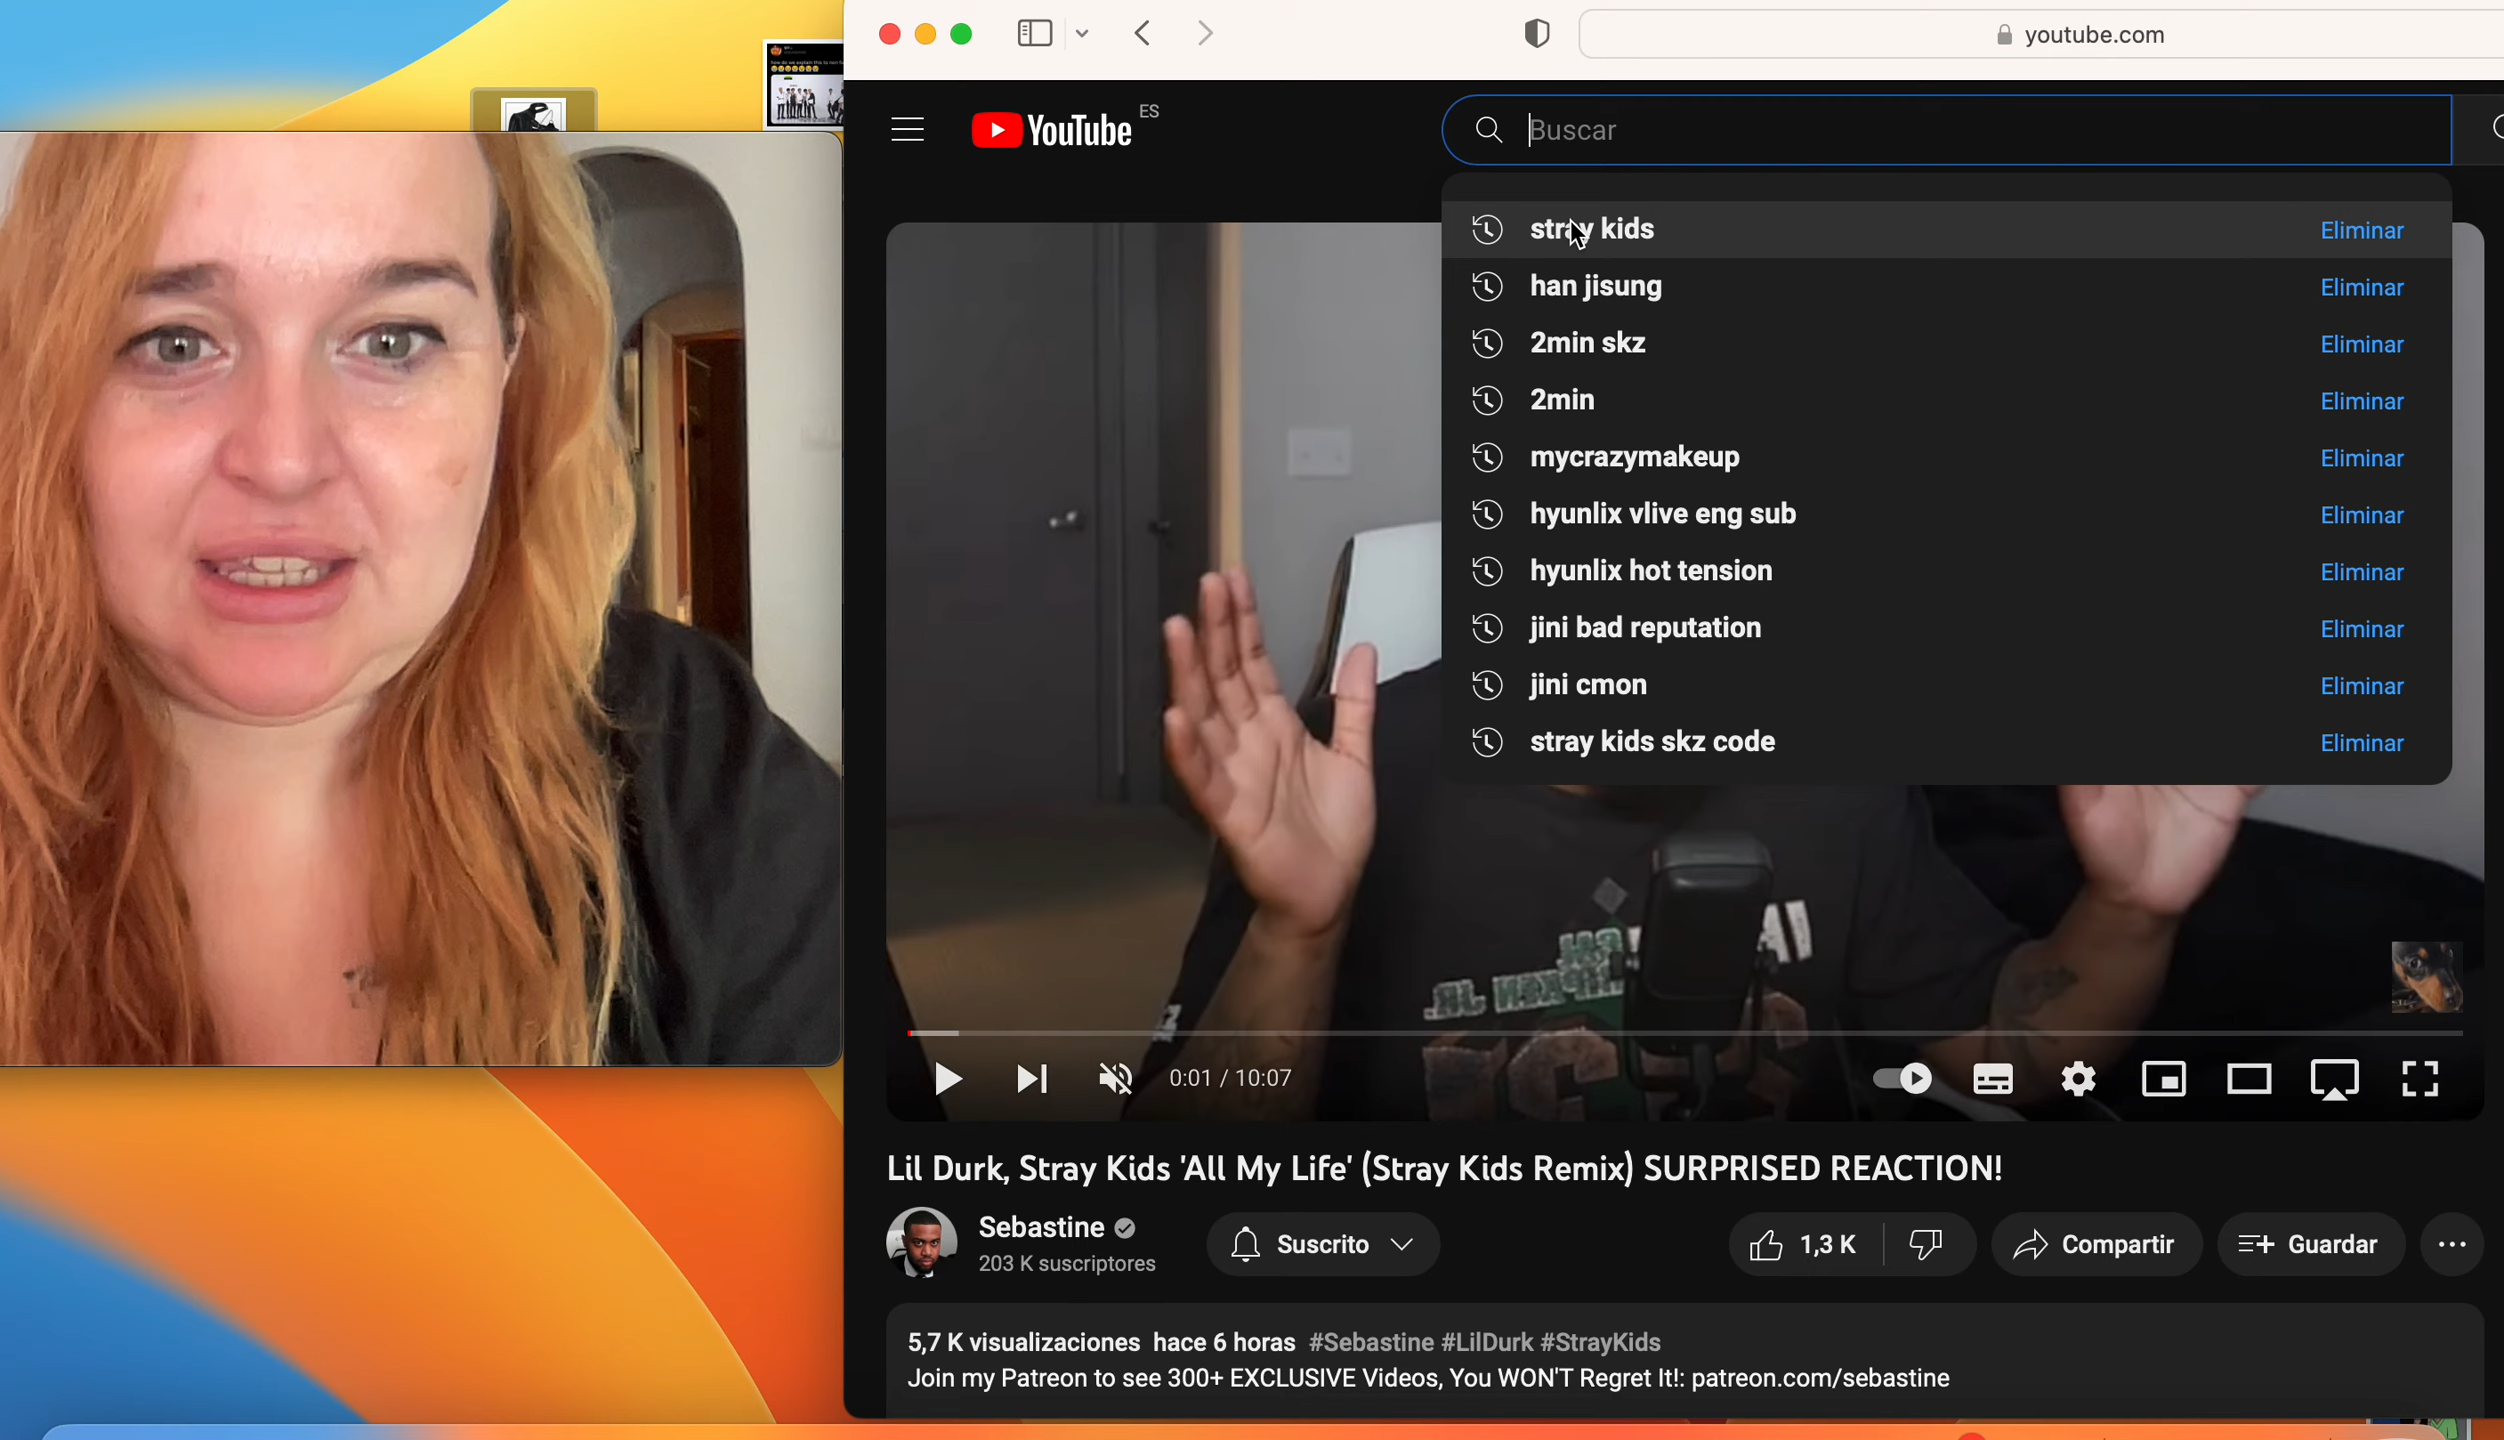 youtube.com
YouTube
ES
Buscar
stray kids Eliminar
han jisung Eliminar
2min skz Eliminar
2min Eliminar
mycrazymakeup Eliminar
hyunlix vlive eng sub Eliminar
hyunlix hot tension Eliminar
jini bad reputation Eliminar
jini cmon Eliminar
stray kids skz code Eliminar
0:01 / 10:07
Lil Durk, Stray Kids 'All My Life' (Stray Kids Remix) SURPRISED REACTION!
Sebastine
203 K suscriptores
Suscrito
1,3 K
Compartir
Guardar
5,7 K visualizaciones hace 6 horas #Sebastine #LilDurk #StrayKids
Join my Patreon to see 300+ EXCLUSIVE Videos, You WON'T Regret It!: patreon.com/sebastine